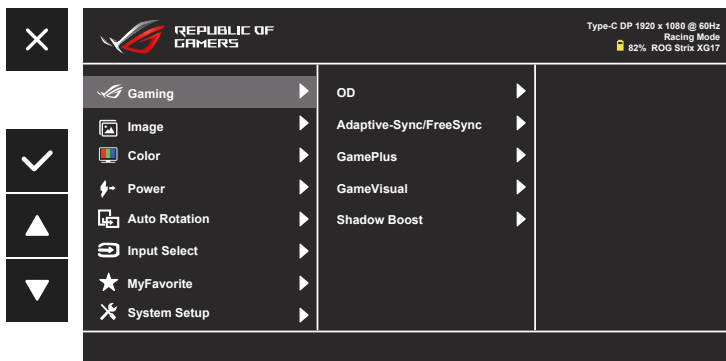 REPUBLIC OF
GAMERS
Type-C DP 1920 x 1080 @ 60Hz
Racing Mode
82% ROG Strix XG17
Gaming
Image
Color
Power
Auto Rotation
Input Select
MyFavorite
System Setup
OD
Adaptive-Sync/FreeSync
GamePlus
GameVisual
Shadow Boost